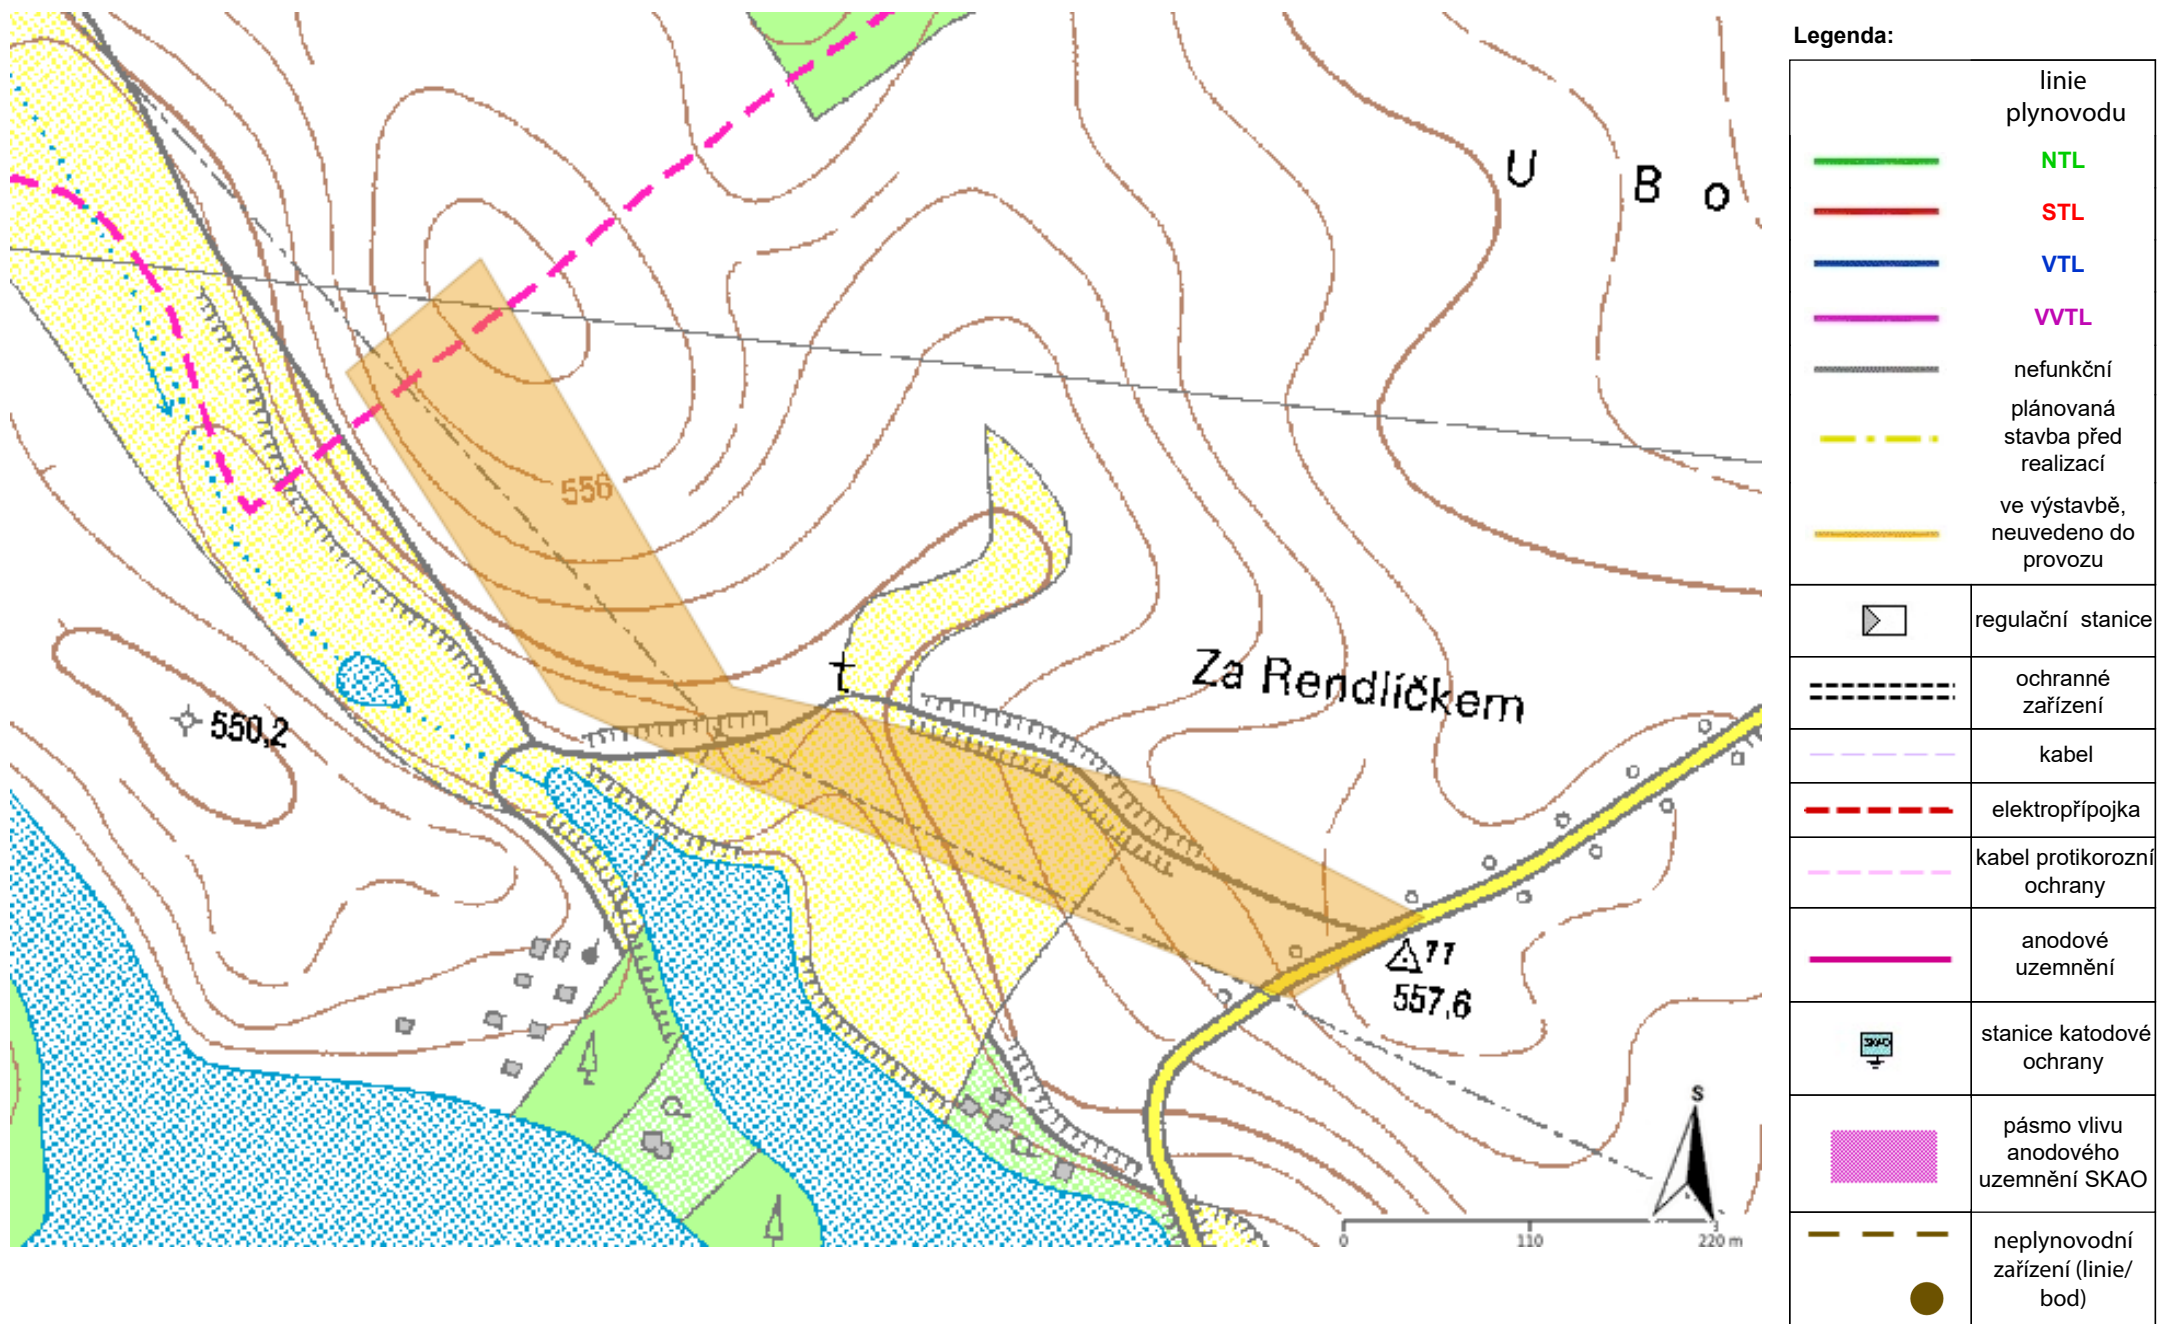 U B o
556
Za Rendlíčkem
550,2
77
557,6
S
0 110 220 m
Legenda:
linie
plynovodu
NTL
STL
VTL
VVTL
nefunkční
plánovaná
stavba před
realizací
ve výstavbě,
neuvedeno do
provozu
regulační stanice
ochranné
zařízení
kabel
elektropřípojka
kabel protikorozní
ochrany
anodové
uzemnění
SKAO
stanice katodové
ochrany
pásmo vlivu
anodového
uzemnění SKAO
neplynovodní
zařízení (linie/
bod)